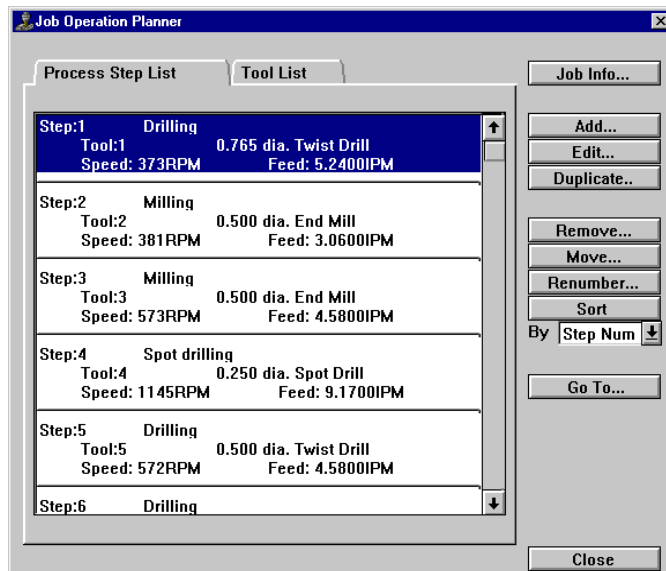 Job Operation Planner
Process Step List Tool List
Step:1 Drilling
Tool:1 0.765 dia. Twist Drill
Speed: 373RPM Feed: 5.2400IPM
Step:2 Milling
Tool:2 0.500 dia. End Mill
Speed: 381RPM Feed: 3.0600IPM
Step:3 Milling
Tool:3 0.500 dia. End Mill
Speed: 573RPM Feed: 4.5800IPM
Step:4 Spot drilling
Tool:4 0.250 dia. Spot Drill
Speed: 1145RPM Feed: 9.1700IPM
Step:5 Drilling
Tool:5 0.500 dia. Twist Drill
Speed: 572RPM Feed: 4.5800IPM
Step:6 Drilling
Job Info...
Add...
Edit...
Duplicate..
Remove...
Move...
Renumber...
Sort
By Step Num
Go To...
Close